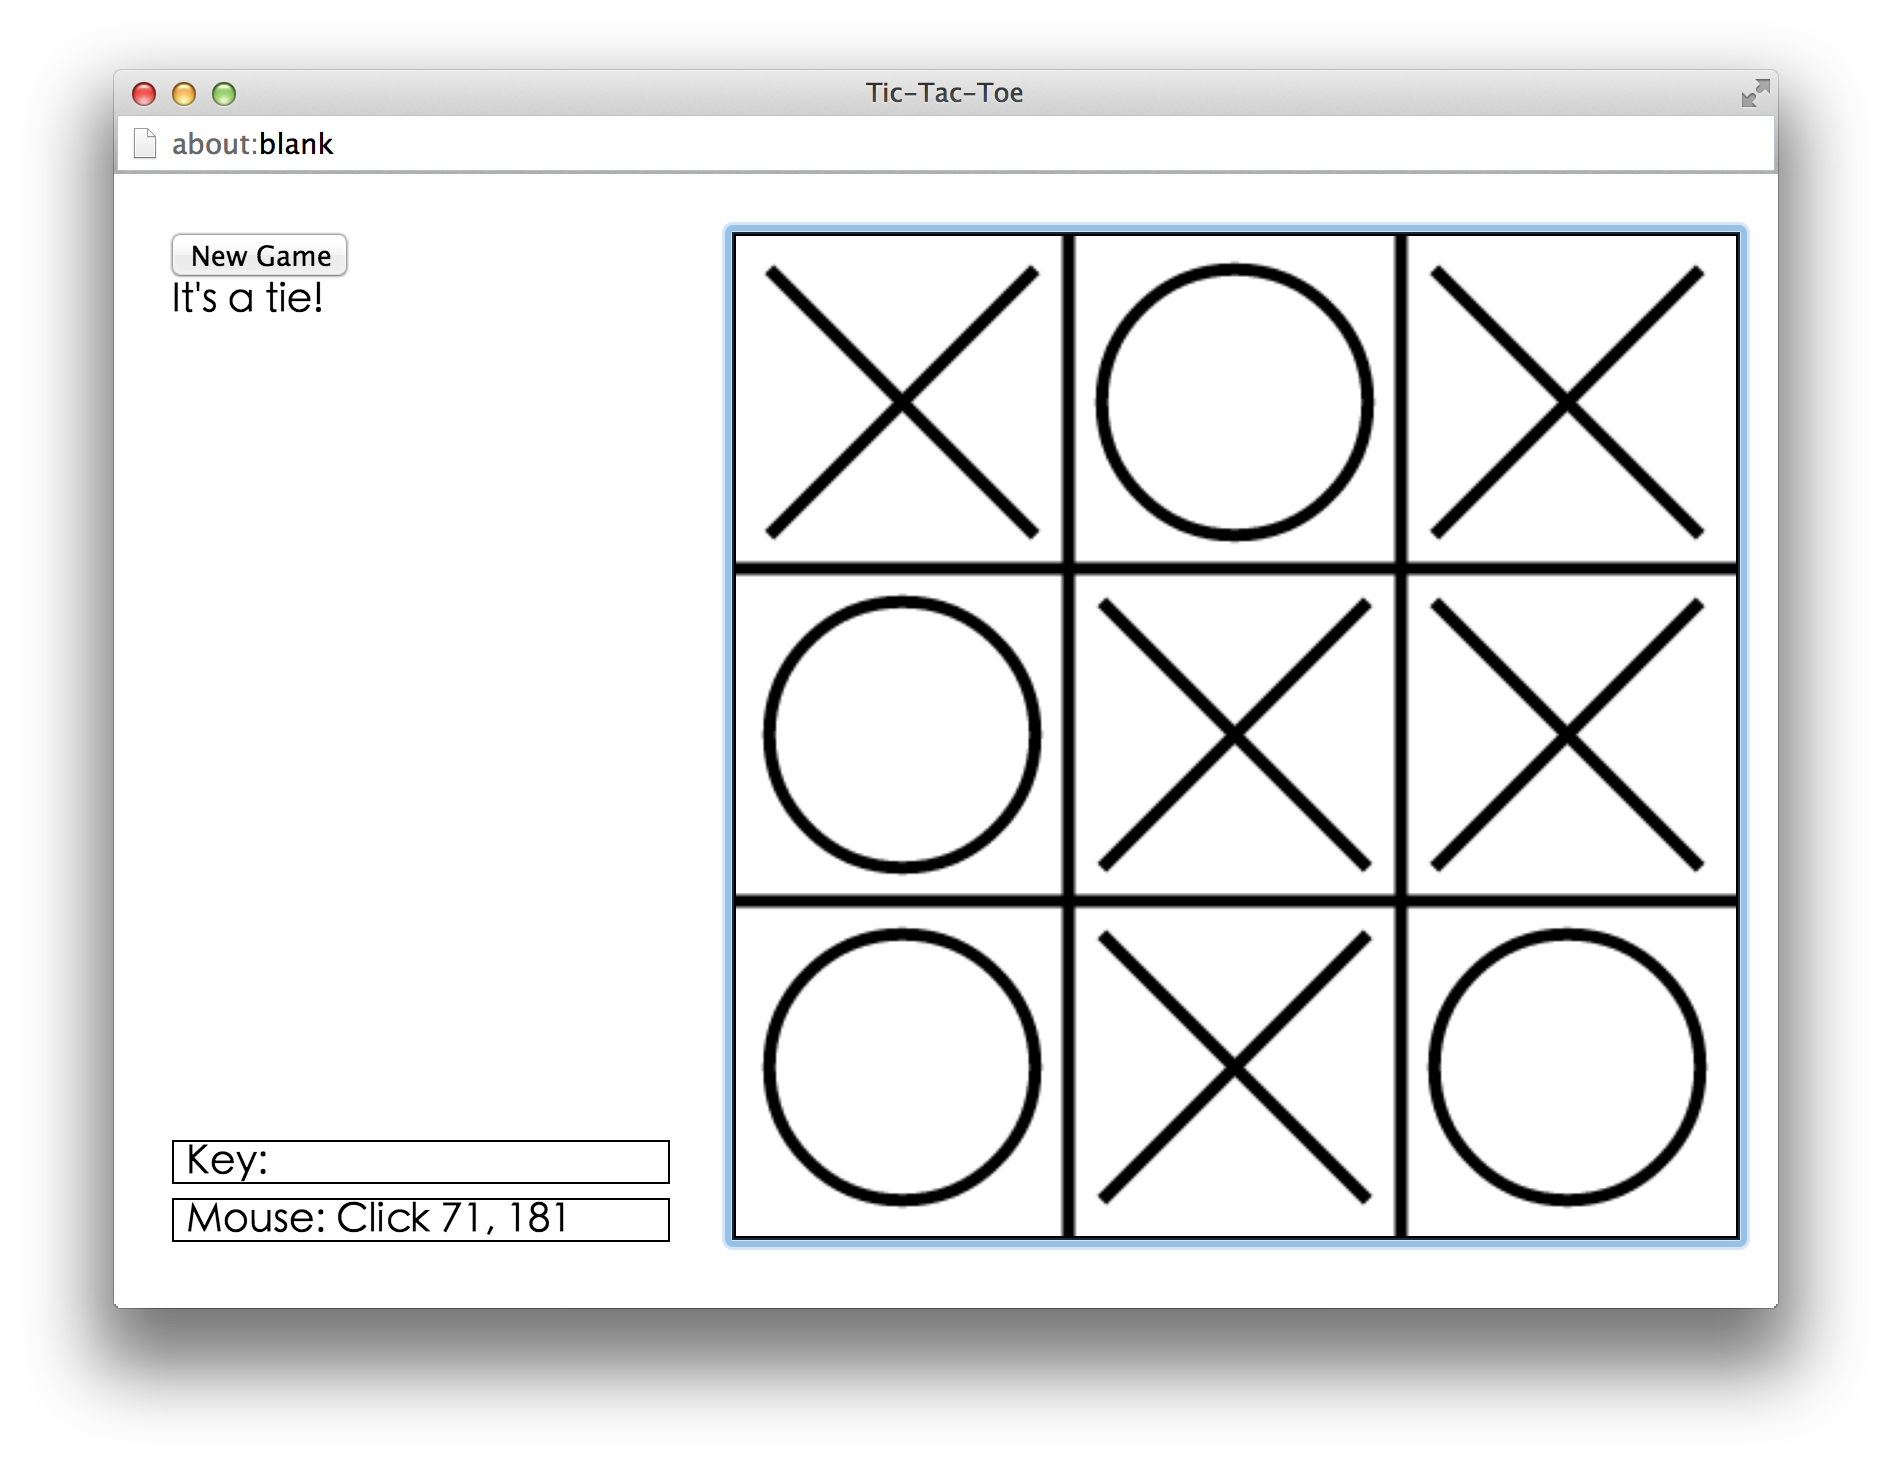 Tic-Tac-Toe
about:blank
New Game
It's a tie!
Key:
Mouse: Click 71, 181